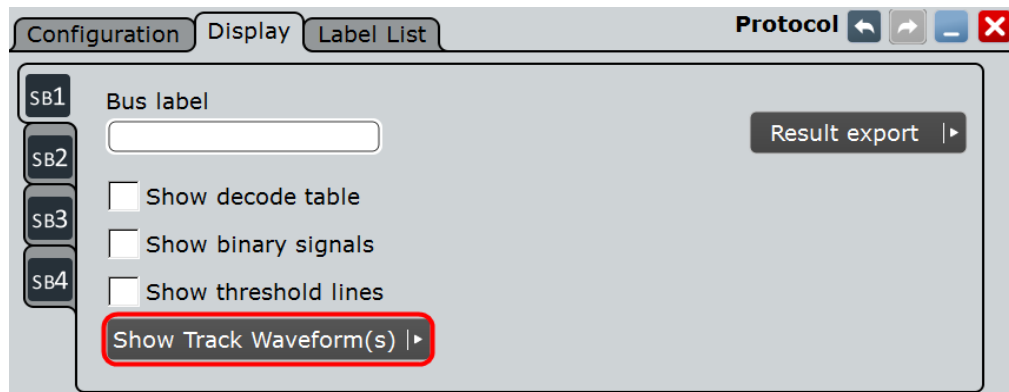 Configuration Display Label List Protocol
SB1 Bus label
Result export
SB2
Show decode table
SB3 Show binary signals
SB4 Show threshold lines
Show Track Waveform(s)